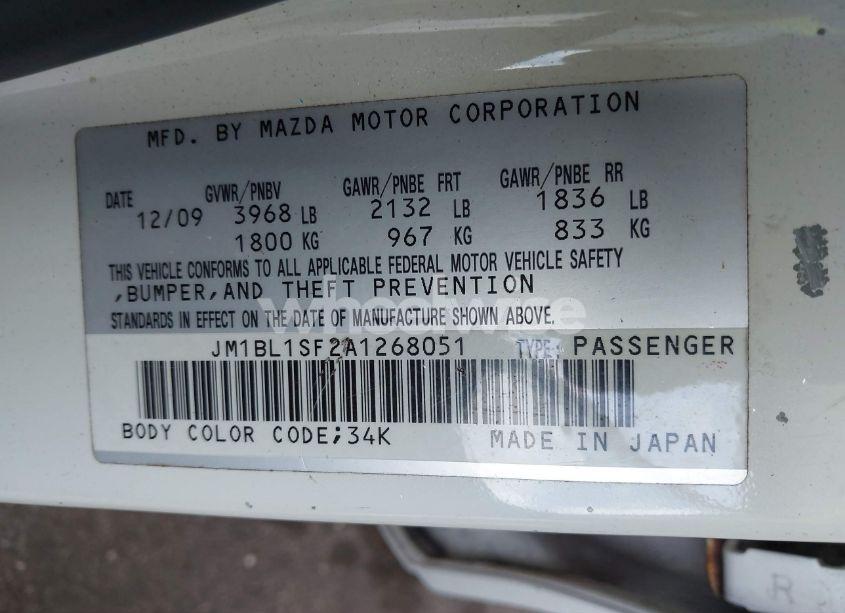 MFD. BY MAZDA MOTOR CORPORATION
DATE GVWR/PNBV GAWR/PNBE FRT GAWR/PNBE RR
12/09 3968 LB 2132 LB 1836 LB
1800 KG 967 KG 833 KG
THIS VEHICLE CONFORMS TO ALL APPLICABLE FEDERAL MOTOR VEHICLE SAFETY
,BUMPER,AND THEFT PREVENTION
STANDARDS IN EFFECT ON THE DATE OF MANUFACTURE SHOWN ABOVE.
JM1BL1SF2A1268051 TYPE: PASSENGER
BODY COLOR CODE;34K MADE IN JAPAN
R